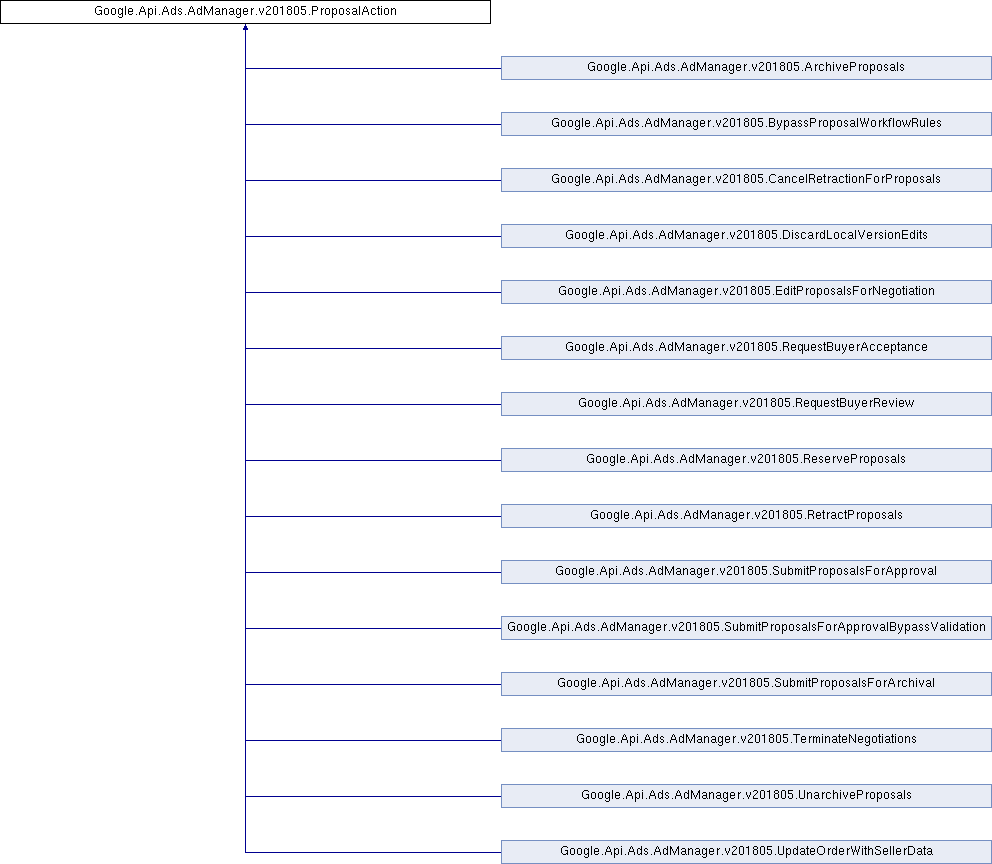 Google.Api.Ads.AdManager.v201805.ProposalAction
Google.Api.Ads.AdManager.v201805.ArchiveProposals
Google.Api.Ads.AdManager.v201805.BypassProposalWorkflowRules
Google.Api.Ads.AdManager.v201805.CancelRetractionForProposals
Google.Api.Ads.AdManager.v201805.DiscardLocalVersionEdits
Google.Api.Ads.AdManager.v201805.EditProposalsForNegotiation
Google.Api.Ads.AdManager.v201805.RequestBuyerAcceptance
Google.Api.Ads.AdManager.v201805.RequestBuyerReview
Google.Api.Ads.AdManager.v201805.ReserveProposals
Google.Api.Ads.AdManager.v201805.RetractProposals
Google.Api.Ads.AdManager.v201805.SubmitProposalsForApproval
Google.Api.Ads.AdManager.v201805.SubmitProposalsForApprovalBypassValidation
Google.Api.Ads.AdManager.v201805.SubmitProposalsForArchival
Google.Api.Ads.AdManager.v201805.TerminateNegotiations
Google.Api.Ads.AdManager.v201805.UnarchiveProposals
Google.Api.Ads.AdManager.v201805.UpdateOrderWithSellerData